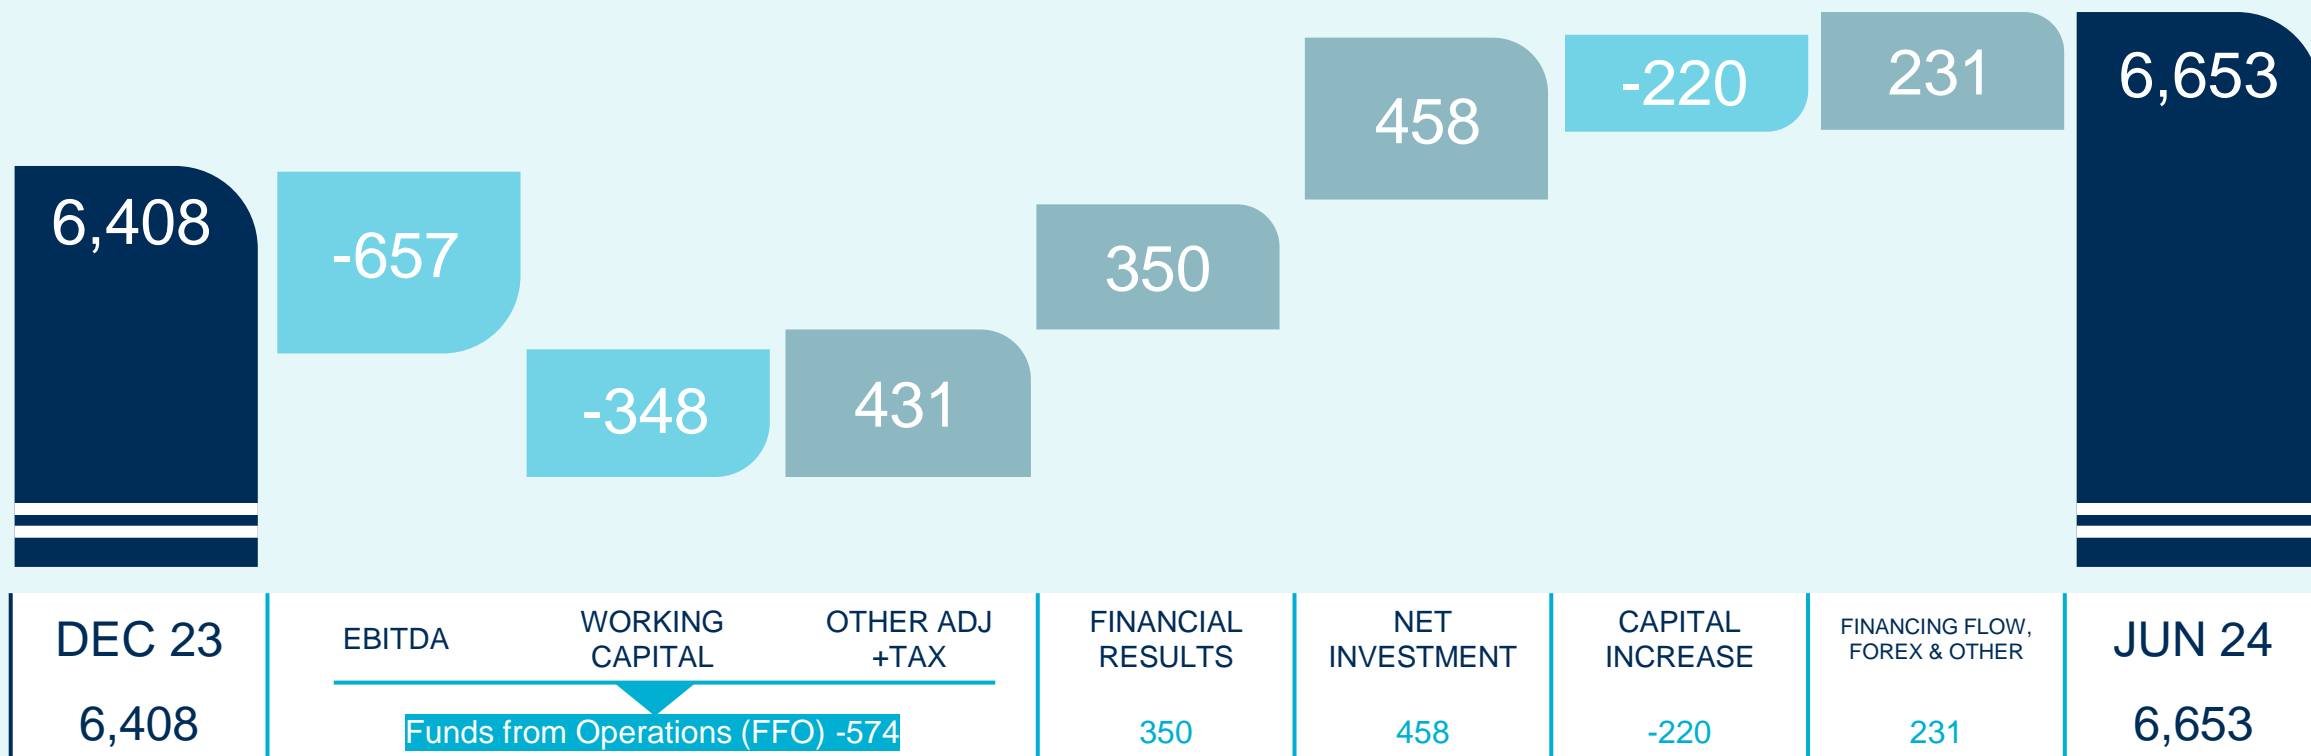 6,408
-657
-348
431
350
458
-220
231
6,653
DEC 23
6,408
EBITDA
WORKING
CAPITAL
OTHER ADJ
+TAX
Funds from Operations (FFO) -574
FINANCIAL
RESULTS
350
NET
INVESTMENT
458
CAPITAL
INCREASE
-220
FINANCING FLOW,
FOREX & OTHER
231
JUN 24
6,653